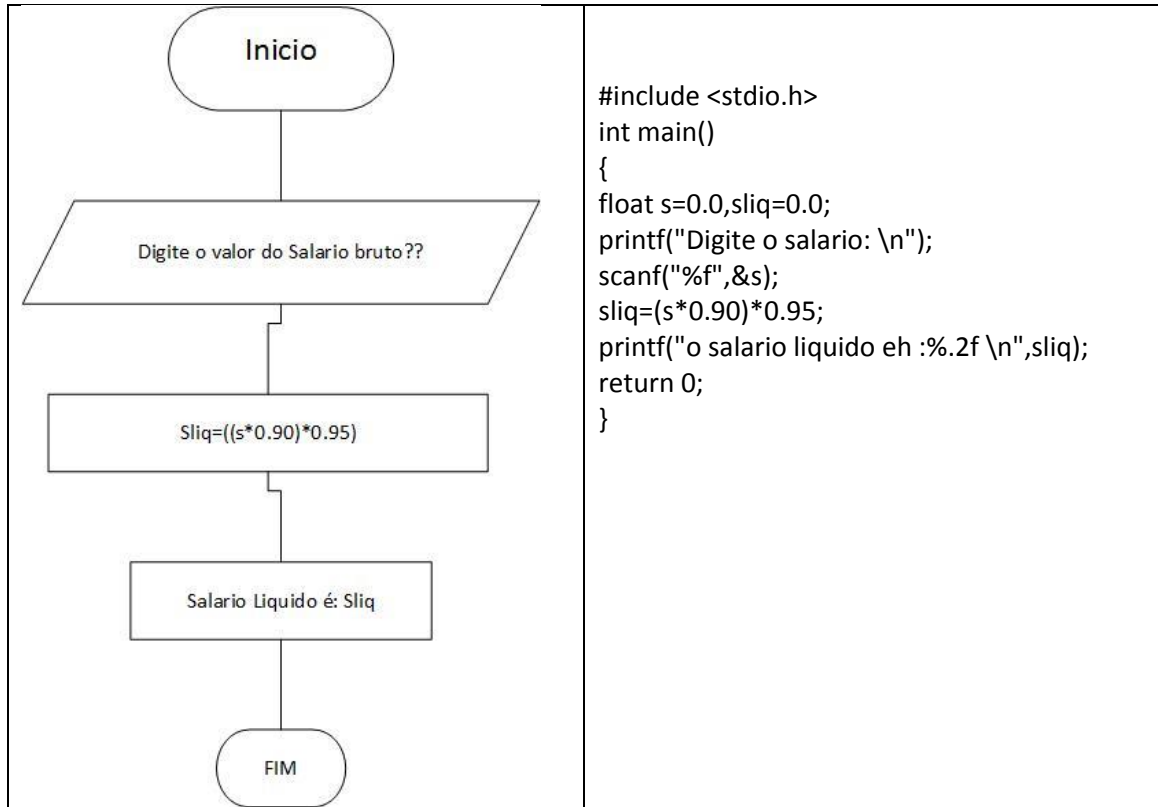 Inicio
Digite o valor do Salario bruto??
Sliq=((s*0.90)*0.95)
Salario Liquido é: Sliq
FIM
#include <stdio.h>
int main()
{
float s=0.0,sliq=0.0;
printf("Digite o salario: \n");
scanf("%f",&s);
sliq=(s*0.90)*0.95;
printf("o salario liquido eh :%.2f \n",sliq);
return 0;
}